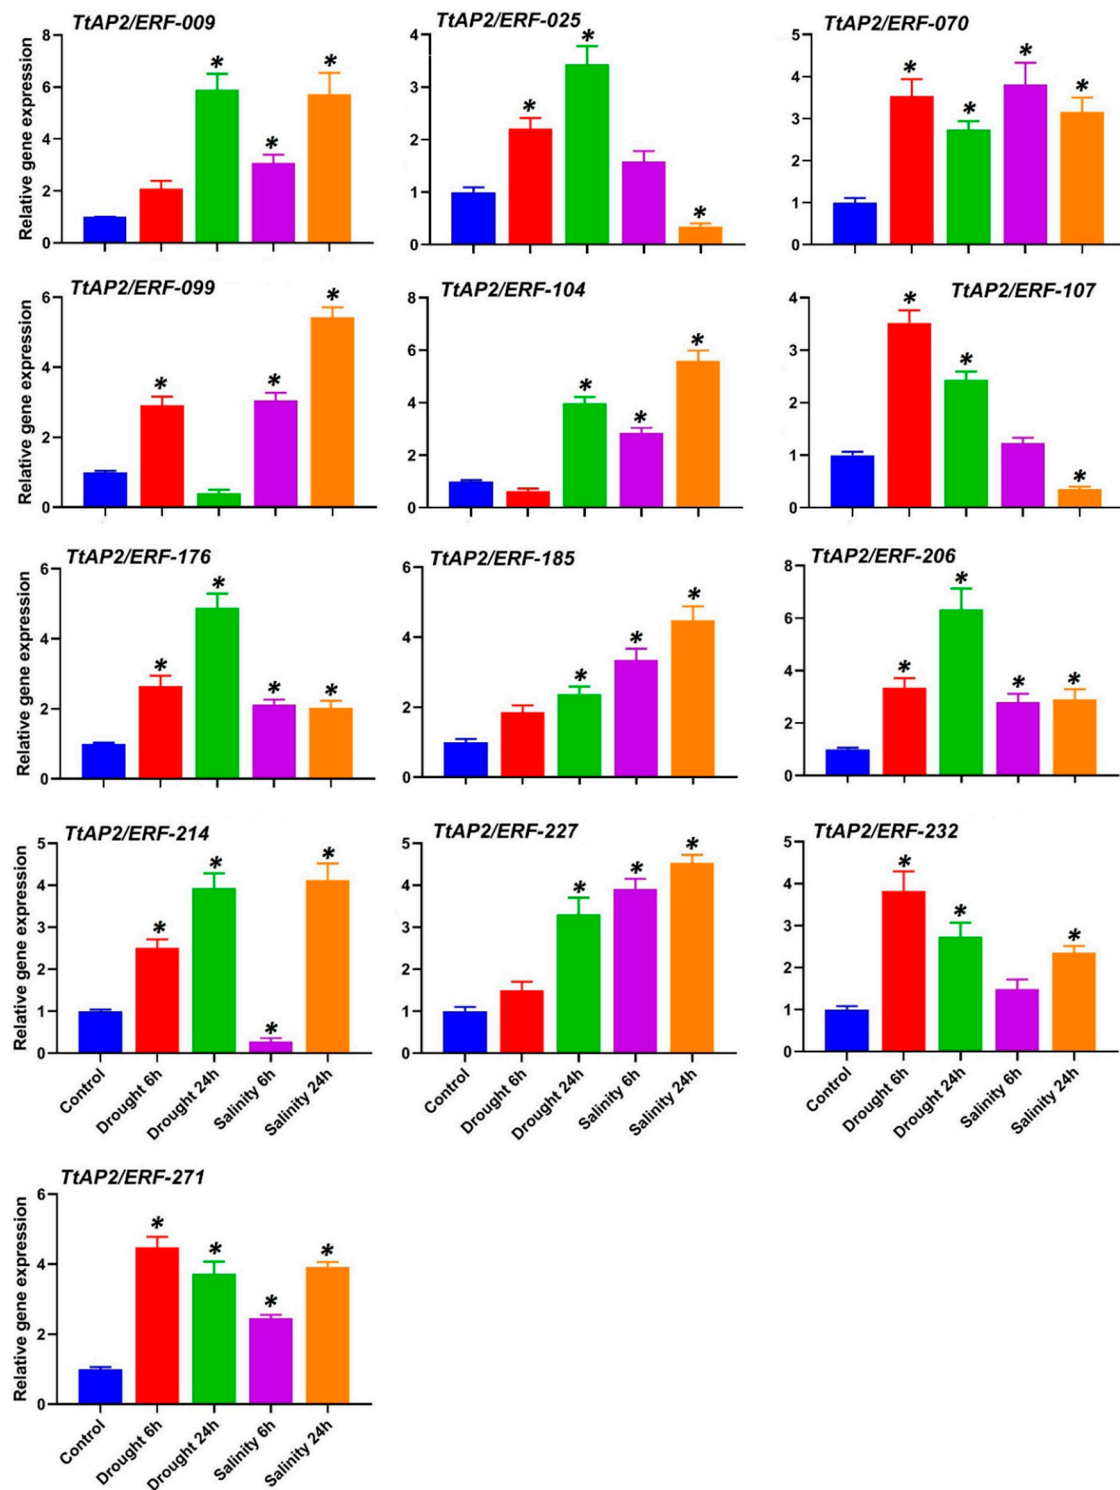 TtAP2/ERF-009
Relative gene expression
8
6
4
2
0
*
*
*
TtAP2/ERF-025
4
3
2
1
0
*
*
*
TtAP2/ERF-070
5
4
3
2
1
0
*
*
*
*
TtAP2/ERF-099
Relative gene expression
6
4
2
0
*
*
*
TtAP2/ERF-104
8
6
4
2
0
*
*
*
TtAP2/ERF-107
4
3
2
1
0
*
*
*
TtAP2/ERF-176
Relative gene expression
6
4
2
0
*
*
*
*
TtAP2/ERF-185
6
4
2
0
*
*
*
TtAP2/ERF-206
8
6
4
2
0
*
*
*
*
TtAP2/ERF-214
Relative gene expression
5
4
3
2
1
0
*
*
*
*
Control
Drought 6h
Drought 24h
Salinity 6h
Salinity 24h
TtAP2/ERF-227
5
4
3
2
1
0
*
*
*
Control
Drought 6h
Drought 24h
Salinity 6h
Salinity 24h
TtAP2/ERF-232
5
4
3
2
1
0
*
*
*
Control
Drought 6h
Drought 24h
Salinity 6h
Salinity 24h
TtAP2/ERF-271
Relative gene expression
6
4
2
0
*
*
*
*
Control
Drought 6h
Drought 24h
Salinity 6h
Salinity 24h